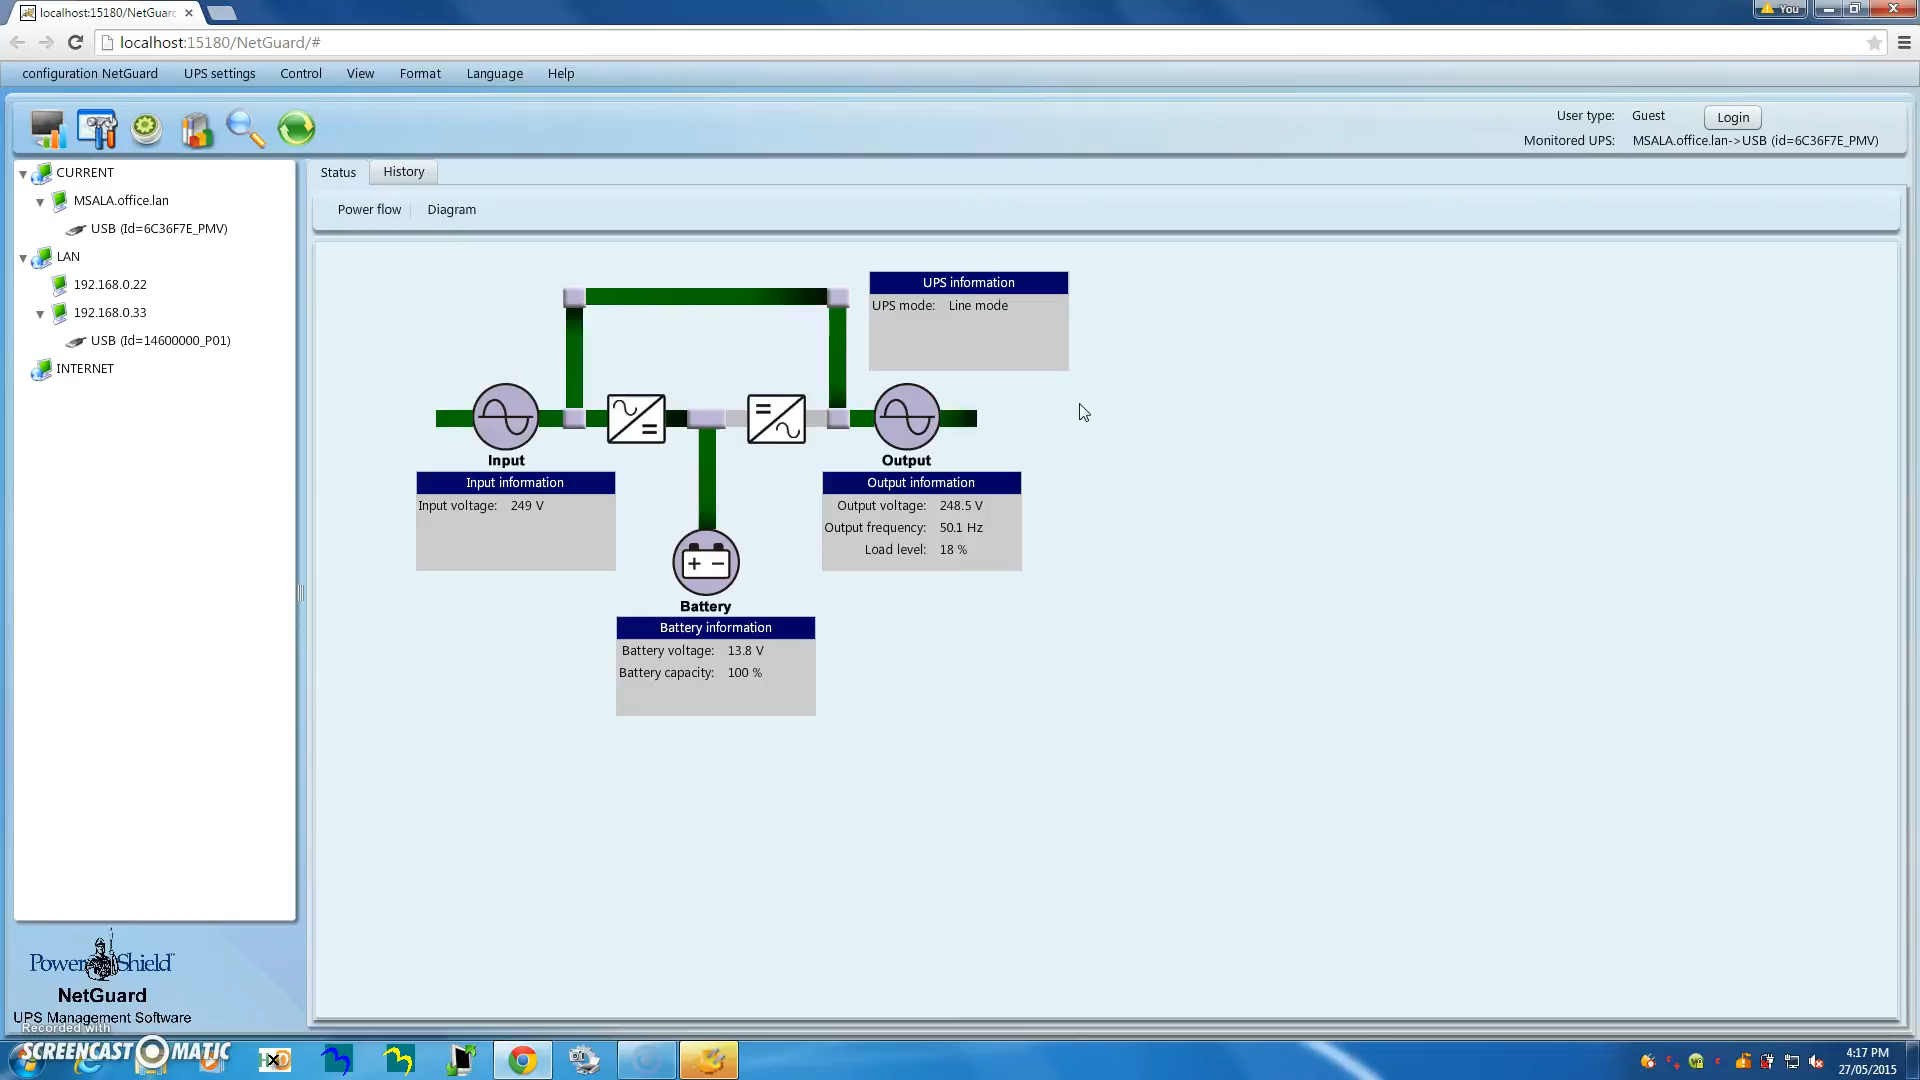 localhost:15180/NetGuard
You
localhost:15180/NetGuard/#
configuration NetGuard UPS settings Control View Format Language Help
User type: Guest Login
Monitored UPS: MSALA.office.lan->USB (id=6C36F7E_PMV)
CURRENT
MSALA.office.lan
USB (Id=6C36F7E_PMV)
LAN
192.168.0.22
192.168.0.33
USB (Id=14600000_P01)
INTERNET
Status History
Power flow Diagram
UPS information
UPS mode: Line mode
Input
Output
Input information
Input voltage: 249 V
Output information
Output voltage: 248.5 V
Output frequency: 50.1 Hz
Load level: 18 %
Battery
Battery information
Battery voltage: 13.8 V
Battery capacity: 100 %
PowerShield
NetGuard
UPS Management Software
Recorded with
SCREENCAST MATIC
4:17 PM
27/05/2015